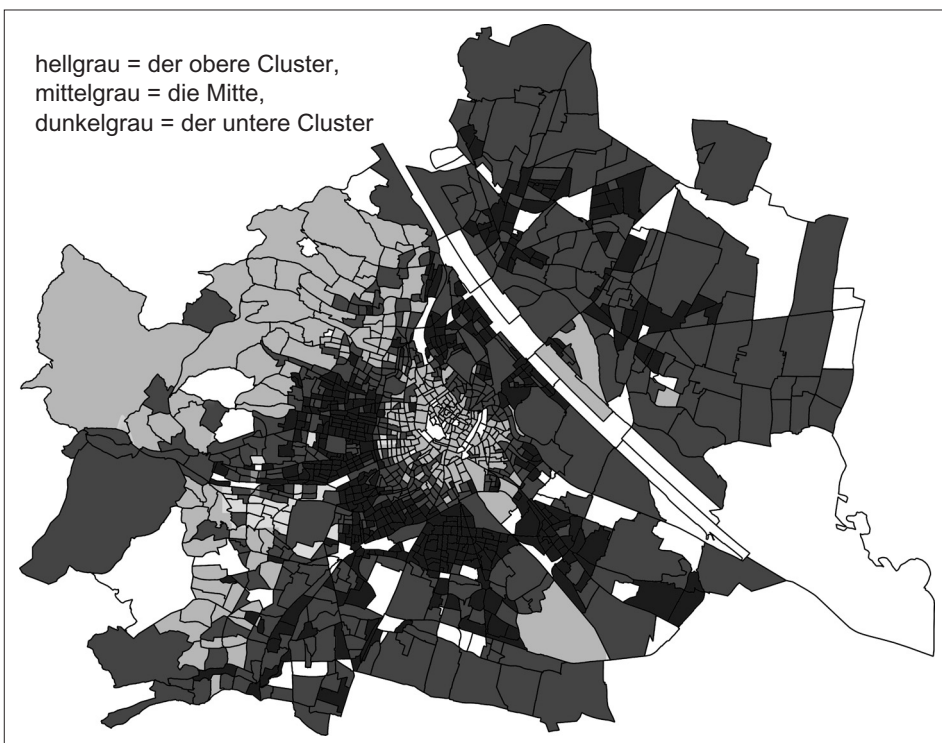 hellgrau = der obere Cluster,
mittelgrau = die Mitte,
dunkelgrau = der untere Cluster